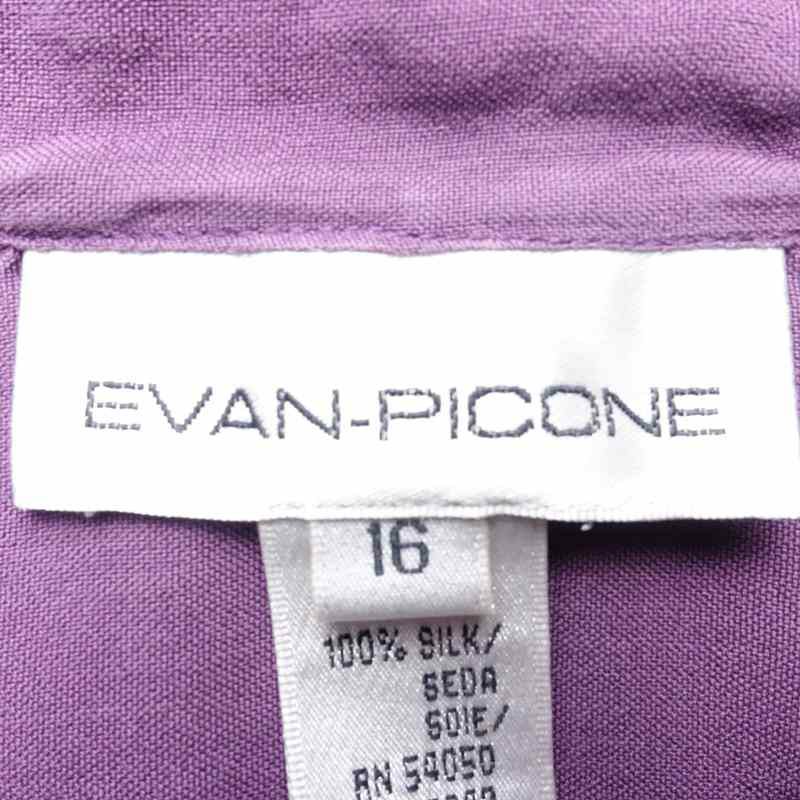 EVAN-PICONE
16
100% SILK/
SEDA
SOIE/
RN 54050